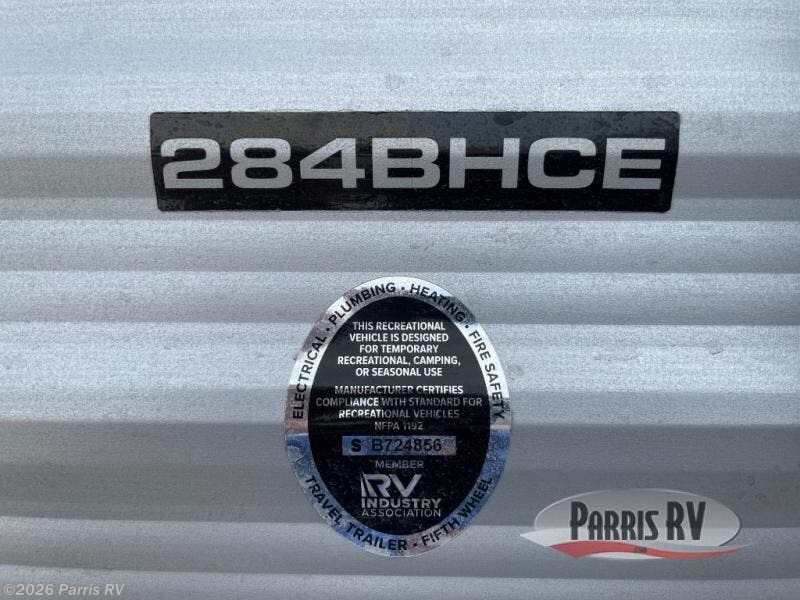 284BHCE
ELECTRICAL • PLUMBING • HEATING • FIRE SAFETY
THIS RECREATIONAL
VEHICLE IS DESIGNED
FOR TEMPORARY
RECREATIONAL, CAMPING,
OR SEASONAL USE
MANUFACTURER CERTIFIES
COMPLIANCE WITH STANDARD FOR
RECREATIONAL VEHICLES
NFPA 1192
S B724856
MEMBER
RV
INDUSTRY
ASSOCIATION
TRAVEL TRAILER • FIFTH WHEEL
PARRIS RV
©2026 Parris RV